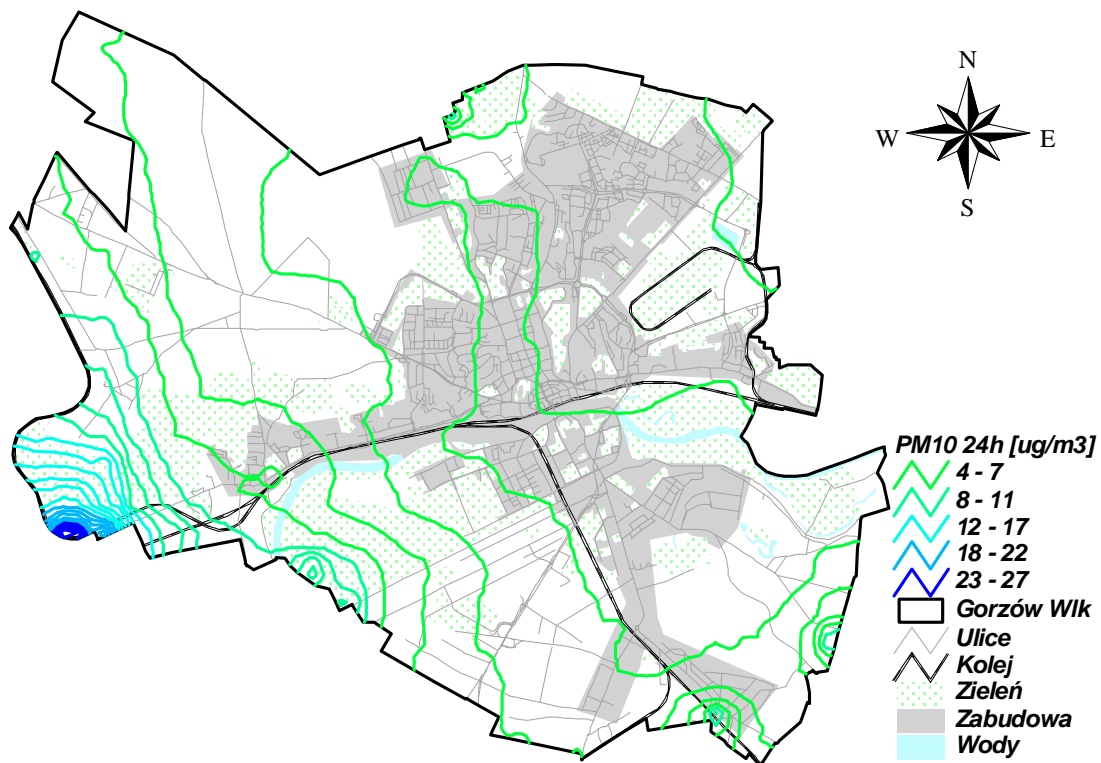 N
W E
S
PM10 24h [ug/m3]
4 - 7
8 - 11
12 - 17
18 - 22
23 - 27
Gorzów Wlk
Ulice
Kolej
Zieleń
Zabudowa
Wody